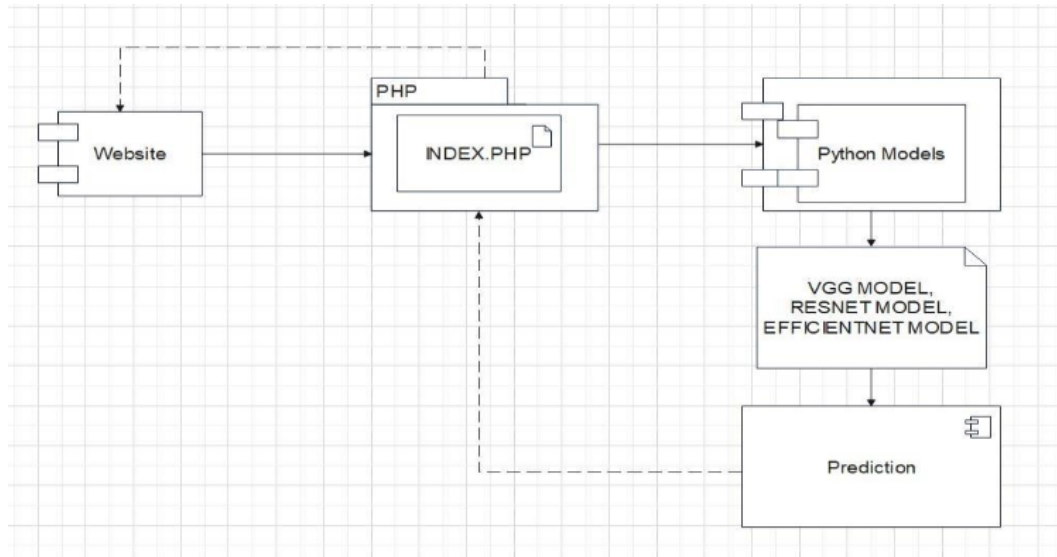 PHP
Website
INDEX.PHP
Python Models
VGG MODEL,
RESNET MODEL,
EFFICIENTNET MODEL
Prediction